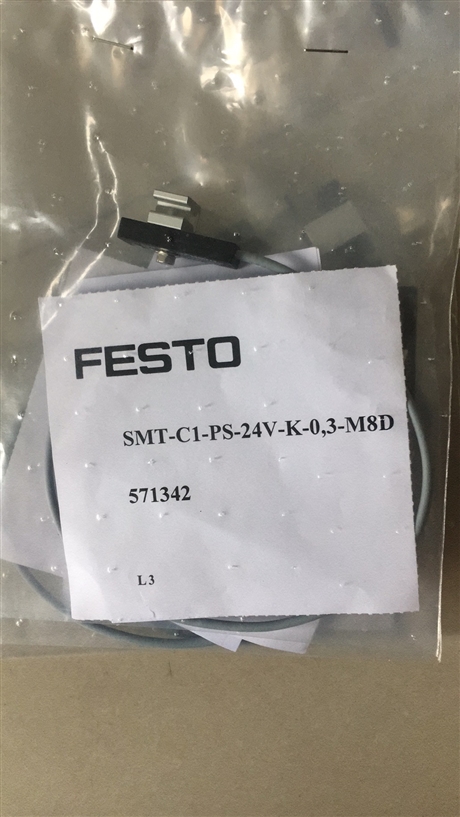 FESTO
SMT-C1-PS-24V-K-0,3-M8D
571342
L3